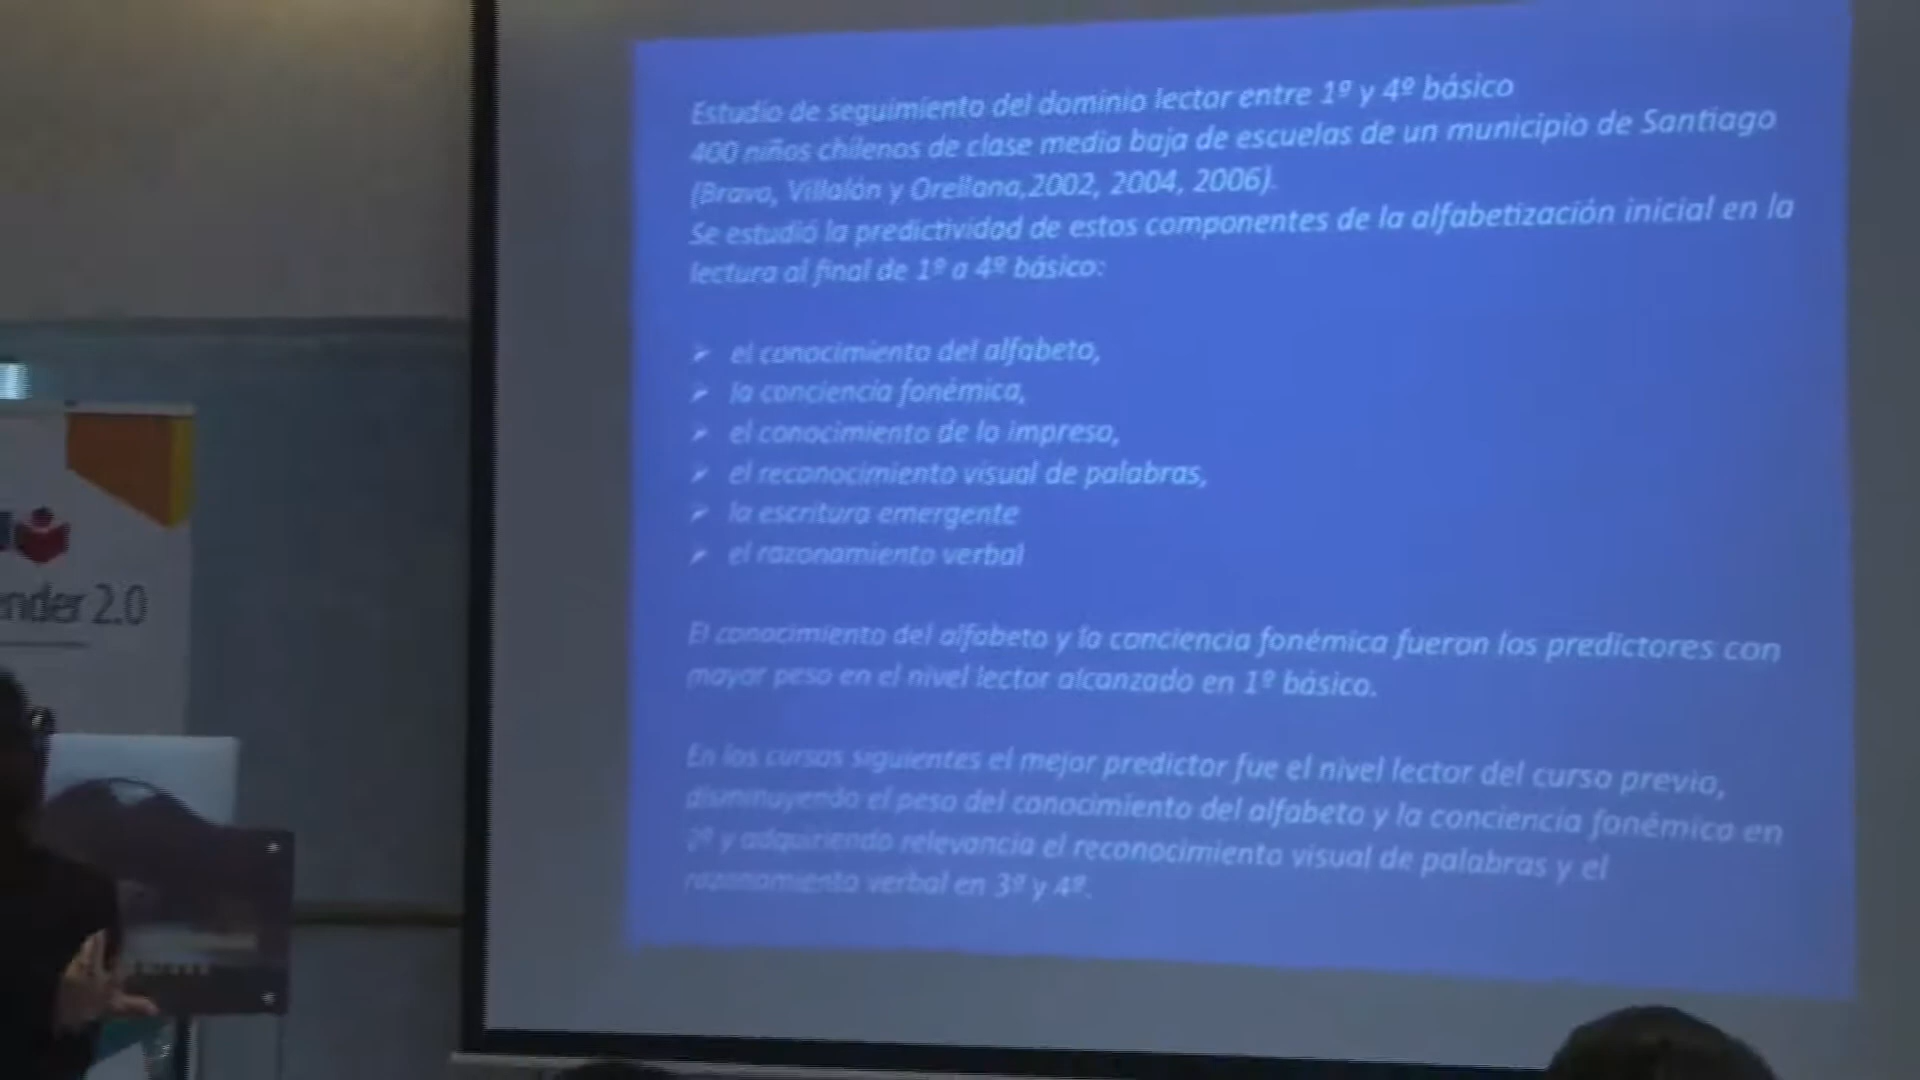 Estudio de seguimiento del dominio lector entre 1º y 4º básico
400 niños chilenos de clase media baja de escuelas de un municipio de Santiago
(Bravo, Villalón y Orellana,2002, 2004, 2006).
Se estudió la predictividad de estos componentes de la alfabetización inicial en la
lectura al final de 1º a 4º básico:
➢ el conocimiento del alfabeto,
➢ la conciencia fonémica,
➢ el conocimiento de lo impreso,
➢ el reconocimiento visual de palabras,
➢ la escritura emergente
➢ el razonamiento verbal
El conocimiento del alfabeto y la conciencia fonémica fueron los predictores con
mayor peso en el nivel lector alcanzado en 1º básico.
En los cursos siguientes el mejor predictor fue el nivel lector del curso previo,
disminuyendo el peso del conocimiento del alfabeto y la conciencia fonémica en
2º y adquiriendo relevancia el reconocimiento visual de palabras y el
razonamiento verbal en 3º y 4º.
ender 2.0